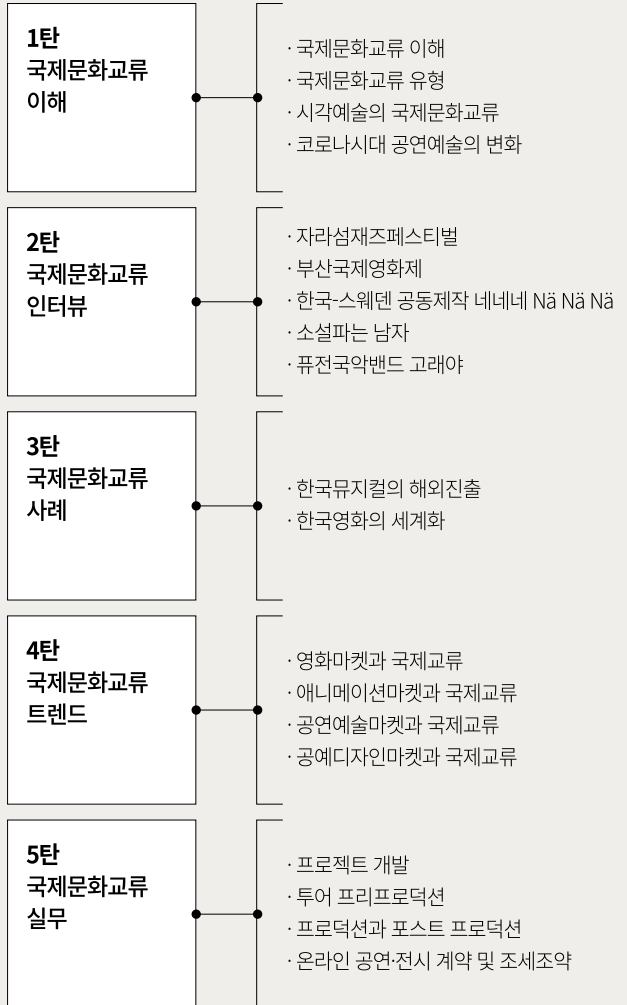 1탄
국제문화교류
이해
· 국제문화교류 이해
· 국제문화교류 유형
· 시각예술의 국제문화교류
· 코로나시대 공연예술의 변화
2탄
국제문화교류
인터뷰
· 자라섬재즈페스티벌
· 부산국제영화제
· 한국-스웨덴 공동제작 네네네 Nä Nä Nä
· 소설파는 남자
· 퓨전국악밴드 고래야
3탄
국제문화교류
사례
· 한국뮤지컬의 해외진출
· 한국영화의 세계화
4탄
국제문화교류
트렌드
· 영화마켓과 국제교류
· 애니메이션마켓과 국제교류
· 공연예술마켓과 국제교류
· 공예디자인마켓과 국제교류
5탄
국제문화교류
실무
· 프로젝트 개발
· 투어 프리프로덕션
· 프로덕션과 포스트 프로덕션
· 온라인 공연·전시 계약 및 조세조약